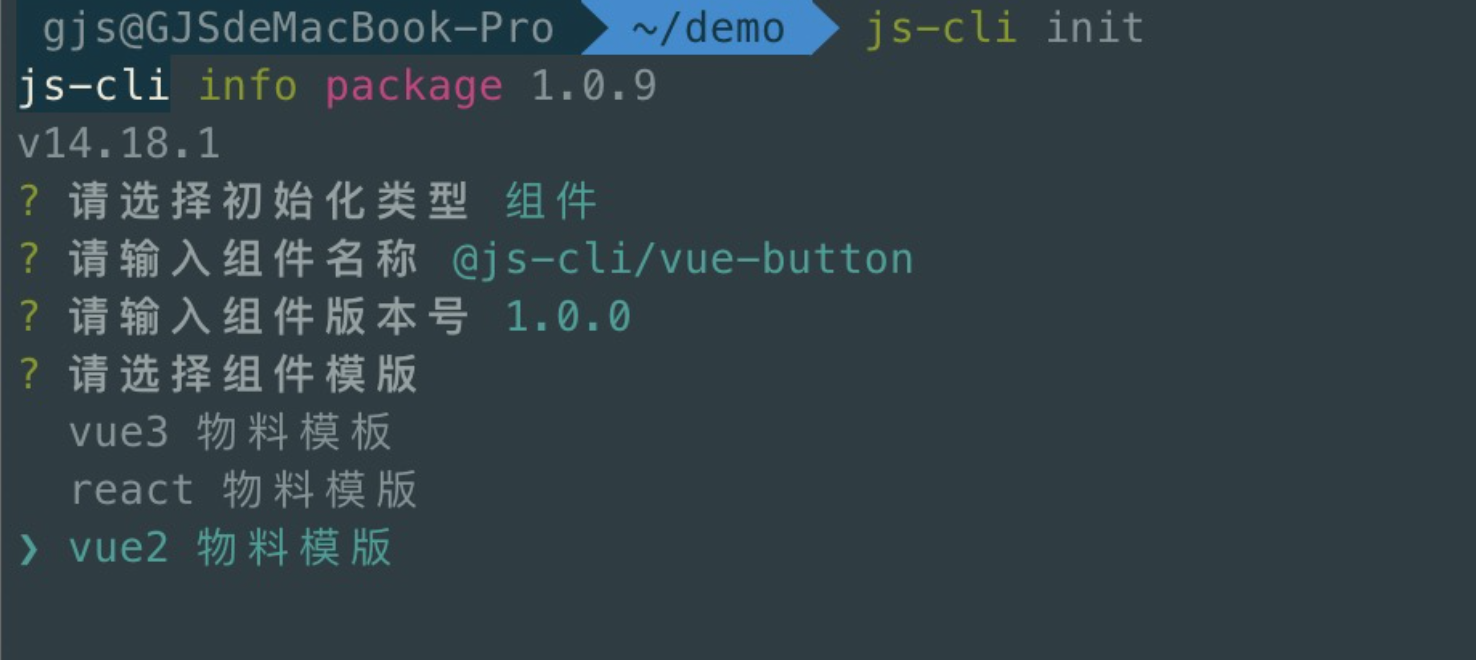 gjs@GJSdeMacBook-Pro ~/demo js-cli init
js-cli info package 1.0.9
v14.18.1
? 请选择初始化类型 组件
? 请输入组件名称 @js-cli/vue-button
? 请输入组件版本号 1.0.0
? 请选择组件模版
vue3 物料模板
react 物料模版
❯ vue2 物料模版